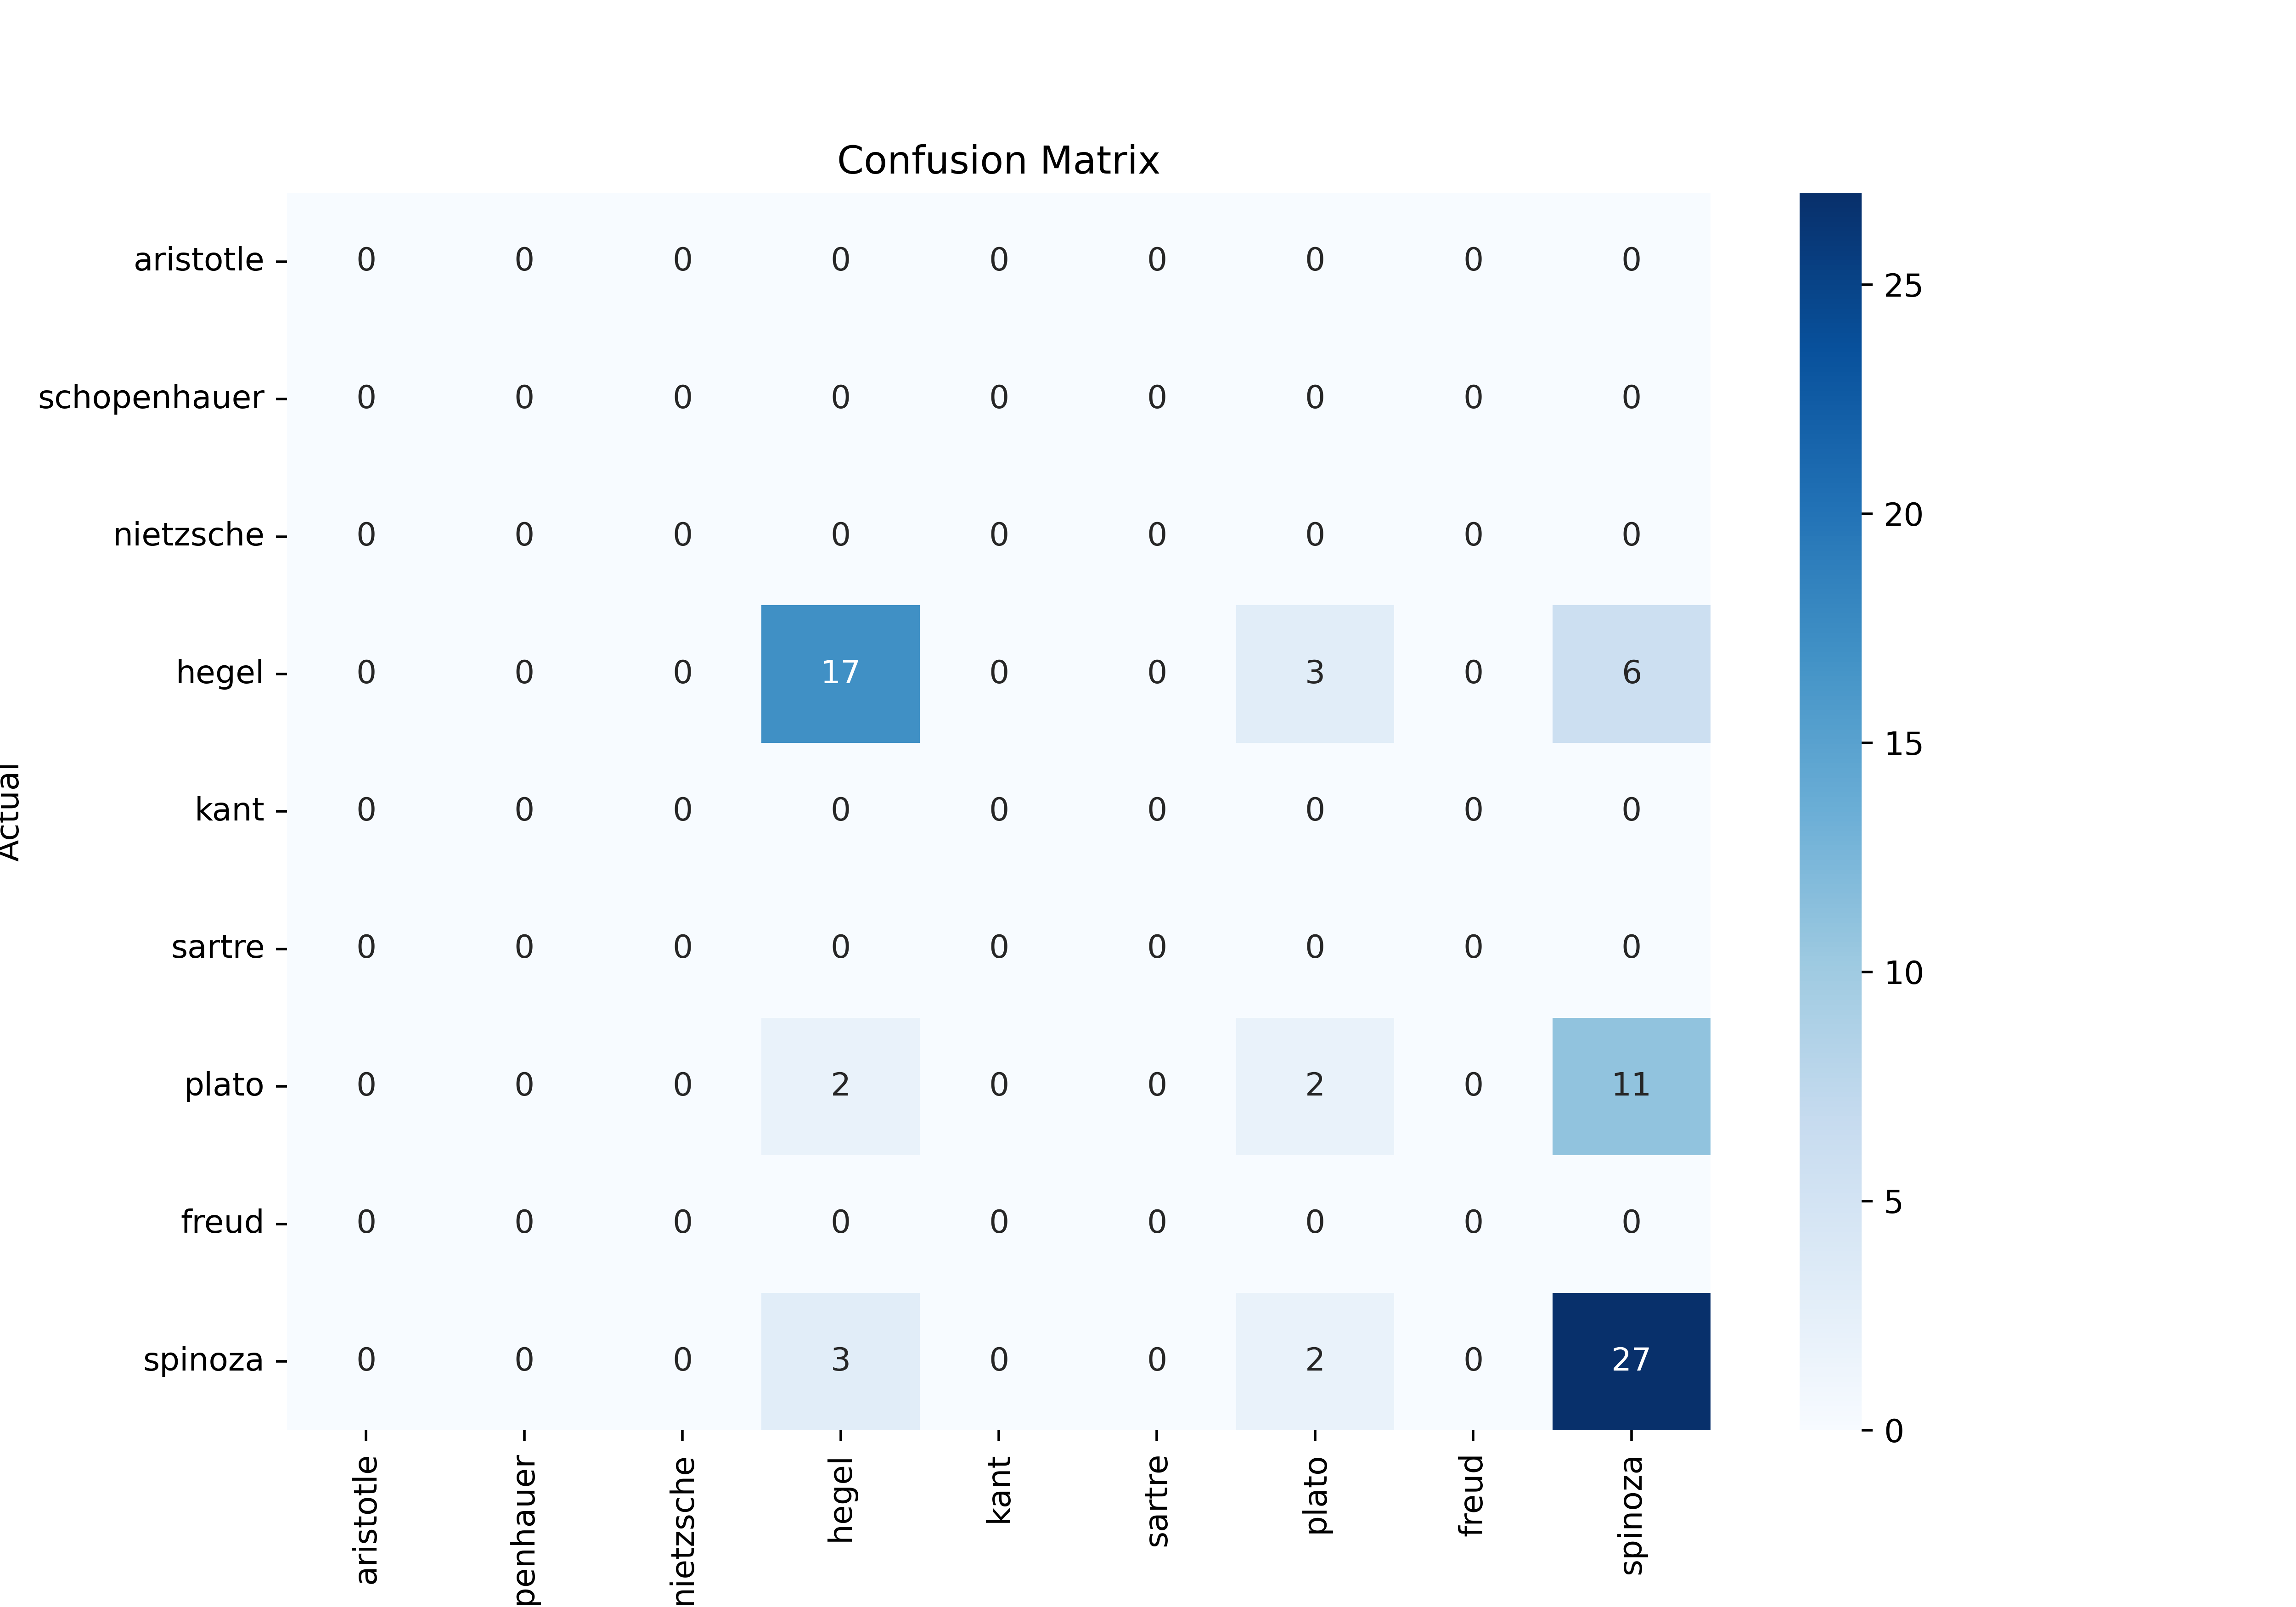 Confusion Matrix
aristotle 0 0 0 0 0 0 0 0 0
schopenhauer 0 0 0 0 0 0 0 0 0
nietzsche 0 0 0 0 0 0 0 0 0
hegel 0 0 0 17 0 0 3 0 6
kant 0 0 0 0 0 0 0 0 0
sartre 0 0 0 0 0 0 0 0 0
plato 0 0 0 2 0 0 2 0 11
freud 0 0 0 0 0 0 0 0 0
spinoza 0 0 0 3 0 0 2 0 27
Actual
aristotle
penhauer
nietzsche
hegel
kant
sartre
plato
freud
spinoza
25
20
15
10
5
0